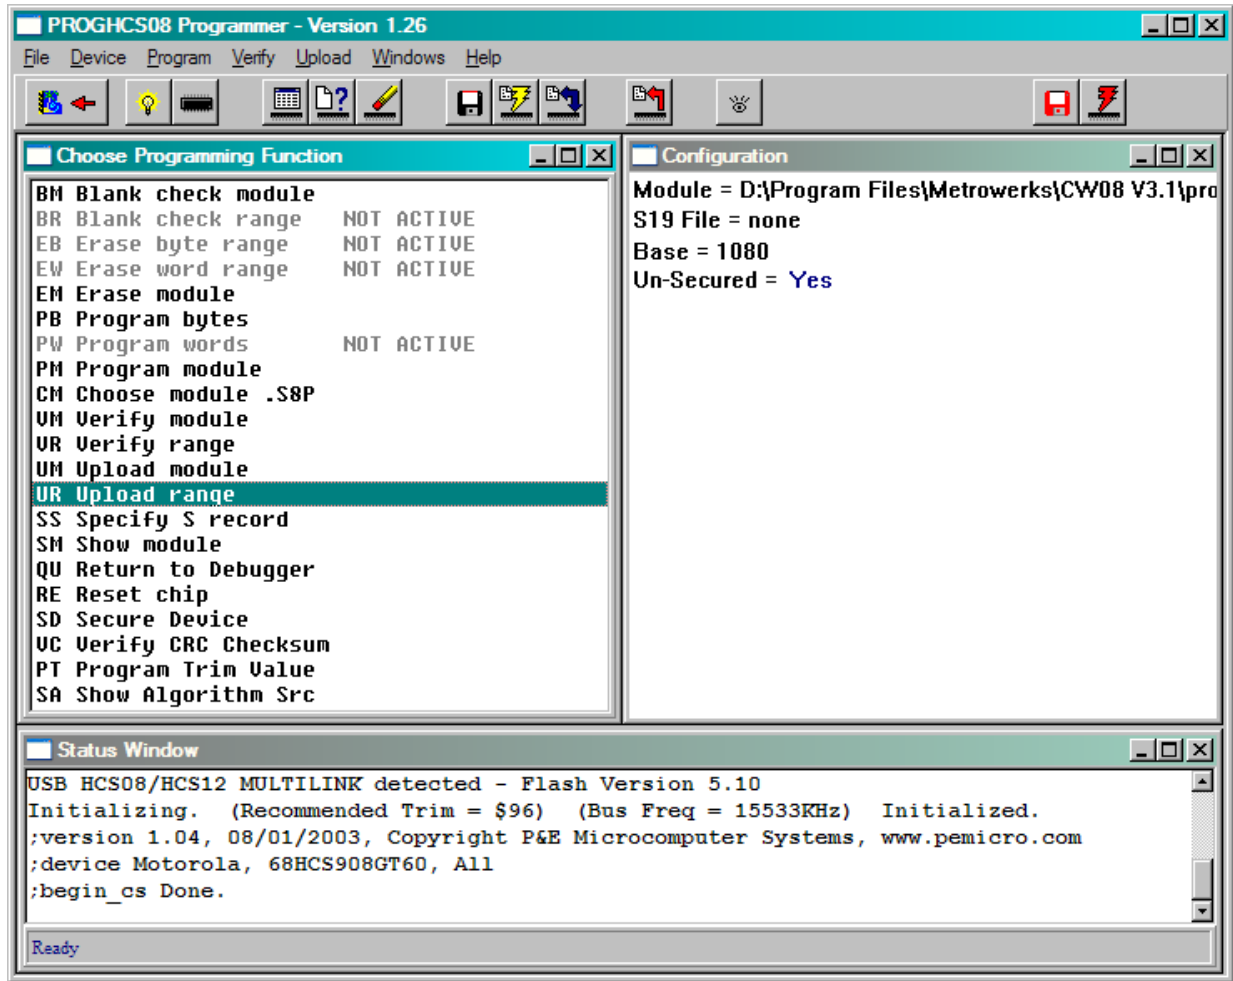 PROGHCS08 Programmer - Version 1.26
File Device Program Verify Upload Windows Help
Choose Programming Function
BM Blank check module
BR Blank check range NOT ACTIVE
EB Erase byte range NOT ACTIVE
EW Erase word range NOT ACTIVE
EM Erase module
PB Program bytes
PW Program words NOT ACTIVE
PM Program module
CM Choose module .S8P
VM Verify module
VR Verify range
UM Upload module
UR Upload range
SS Specify S record
SM Show module
QU Return to Debugger
RE Reset chip
SD Secure Device
VC Verify CRC Checksum
PT Program Trim Value
SA Show Algorithm Src
Configuration
Module = D:\Program Files\Metrowerks\CW08 V3.1\pro
S19 File = none
Base = 1080
Un-Secured = Yes
Status Window
USB HCS08/HCS12 MULTILINK detected - Flash Version 5.10
Initializing. (Recommended Trim = $96) (Bus Freq = 15533KHz) Initialized.
;version 1.04, 08/01/2003, Copyright P&E Microcomputer Systems, www.pemicro.com
;device Motorola, 68HCS908GT60, All
;begin_cs Done.
Ready